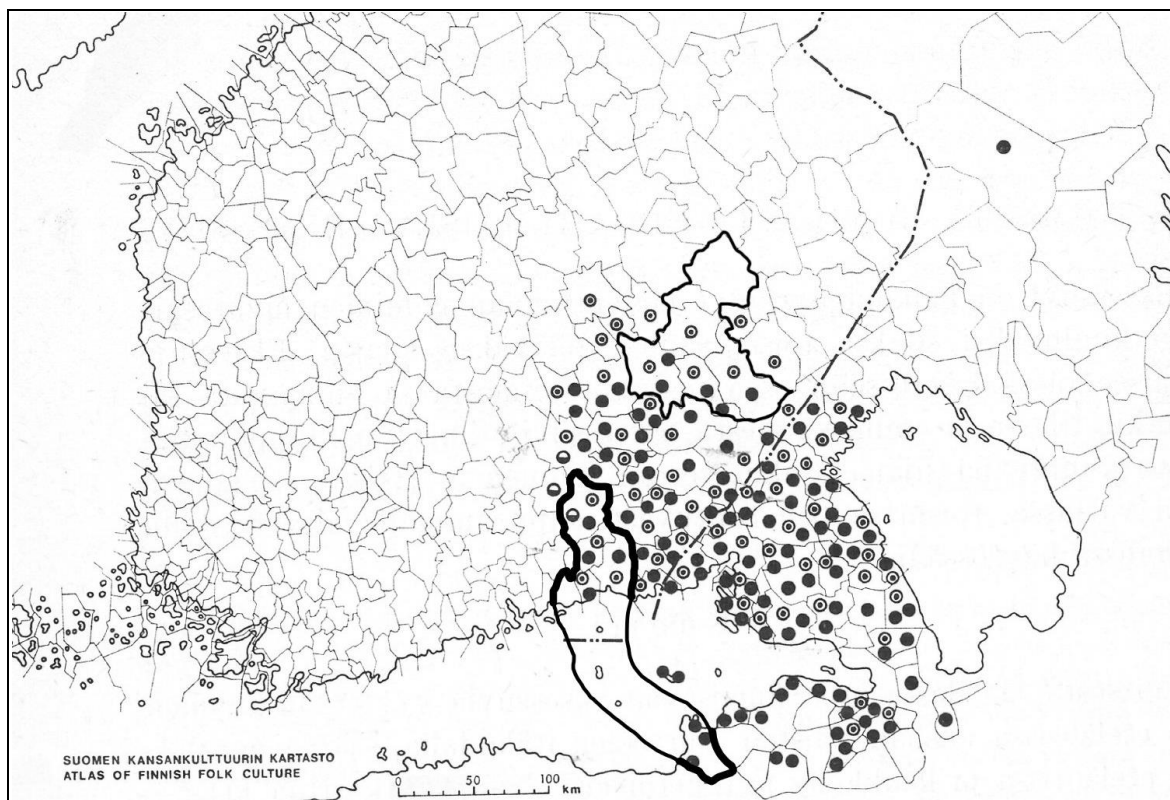 SUOMEN KANSANKULTTUURIN KARTASTO
ATLAS OF FINNISH FOLK CULTURE
0 50 100
km